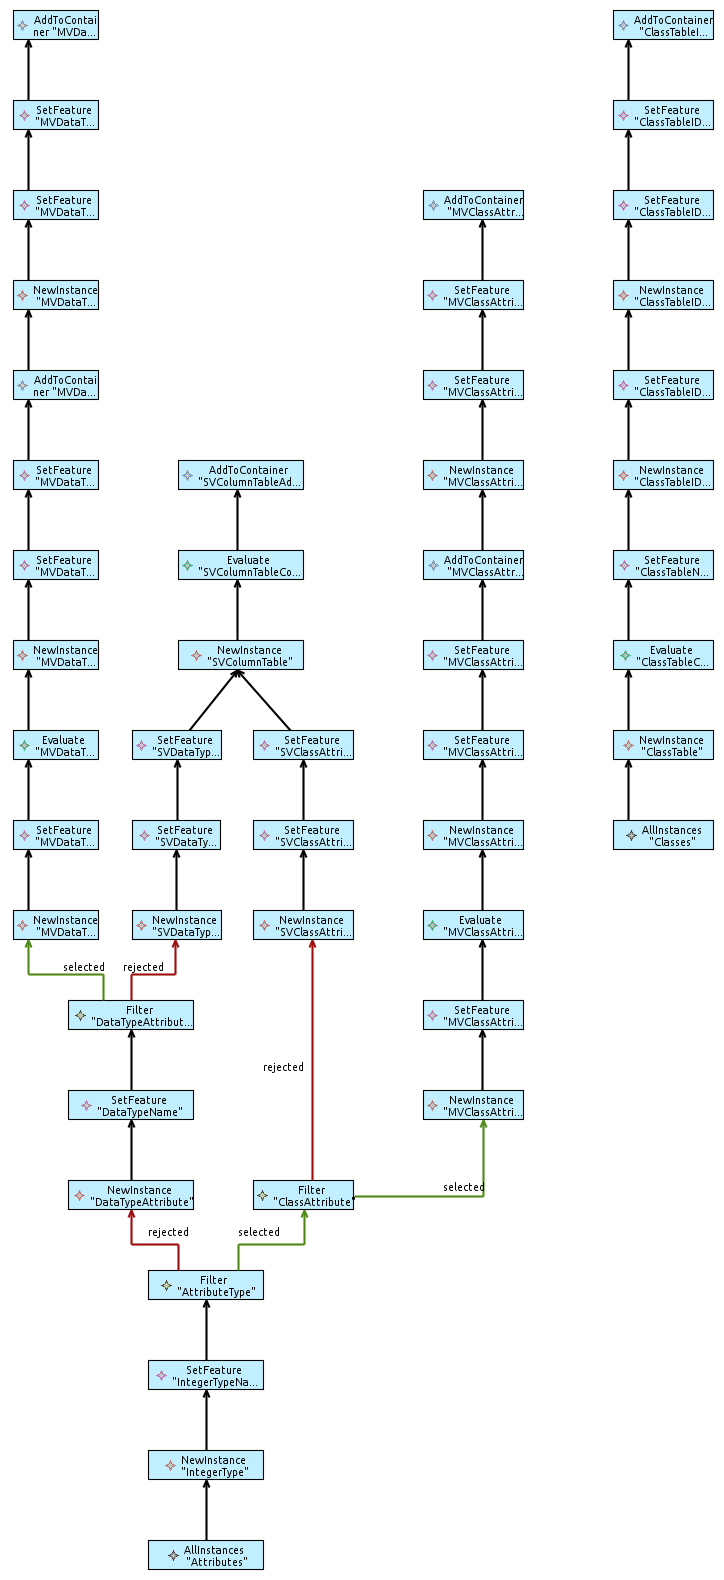 AddToContai
ner "MVDa...
AddToContainer
"ClassTableI...
SetFeature
"MVDataT...
SetFeature
"ClassTableID...
SetFeature
"MVDataT...
AddToContainer
"MVClassAttr...
SetFeature
"ClassTableID...
NewInstance
"MVDataT...
SetFeature
"MVClassAttri...
NewInstance
"ClassTableID...
AddToContai
ner "MVDa...
SetFeature
"MVClassAttri...
SetFeature
"ClassTableID...
SetFeature
"MVDataT...
AddToContainer
"SVColumnTableAd...
NewInstance
"MVClassAttri...
NewInstance
"ClassTableID...
SetFeature
"MVDataT...
Evaluate
"SVColumnTableCo...
AddToContainer
"MVClassAttr...
SetFeature
"ClassTableN...
NewInstance
"MVDataT...
NewInstance
"SVColumnTable"
SetFeature
"MVClassAttri...
Evaluate
"ClassTableC...
Evaluate
"MVDataT...
SetFeature
"SVDataTyp...
SetFeature
"SVClassAttri...
SetFeature
"MVClassAttri...
NewInstance
"ClassTable"
SetFeature
"MVDataT...
SetFeature
"SVDataTy...
SetFeature
"SVClassAttri...
NewInstance
"MVClassAttri...
AllInstances
"Classes"
NewInstance
"MVDataT...
NewInstance
"SVDataTyp...
NewInstance
"SVClassAttri...
Evaluate
"MVClassAttri...
selected
rejected
Filter
"DataTypeAttribut...
SetFeature
"MVClassAttri...
rejected
SetFeature
"DataTypeName"
NewInstance
"MVClassAttri...
NewInstance
"DataTypeAttribute"
Filter
"ClassAttribute"
selected
rejected
selected
Filter
"AttributeType"
SetFeature
"IntegerTypeNa...
NewInstance
"IntegerType"
AllInstances
"Attributes"